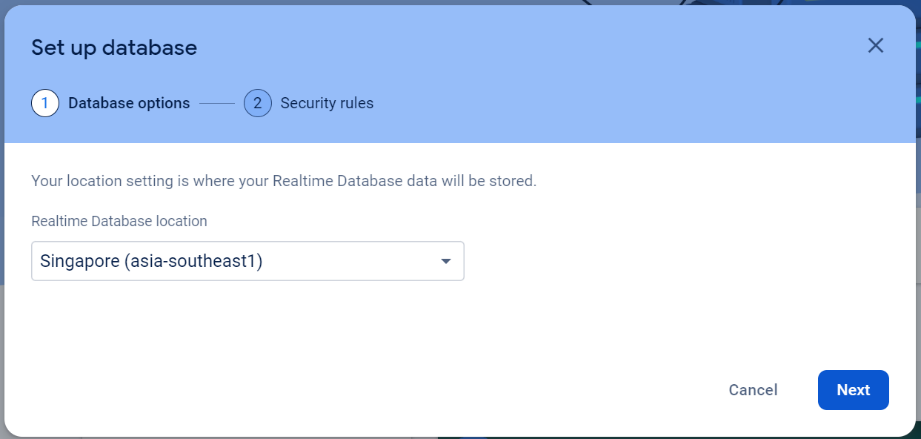 Set up database
1 Database options 2 Security rules
Your location setting is where your Realtime Database data will be stored.
Realtime Database location
Singapore (asia-southeast1)
Cancel Next